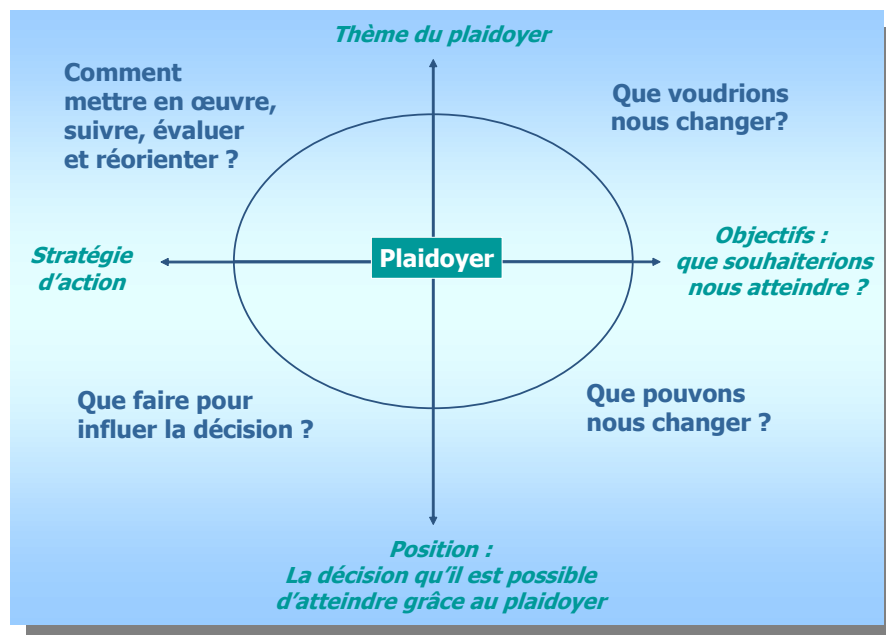 Thème du plaidoyer
Comment
mettre en œuvre,
suivre, évaluer
et réorienter ?
Que voudrions
nous changer?
Stratégie
d’action
Plaidoyer
Objectifs :
que souhaiterions
nous atteindre ?
Que faire pour
influer la décision ?
Que pouvons
nous changer ?
Position :
La décision qu’il est possible
d’atteindre grâce au plaidoyer